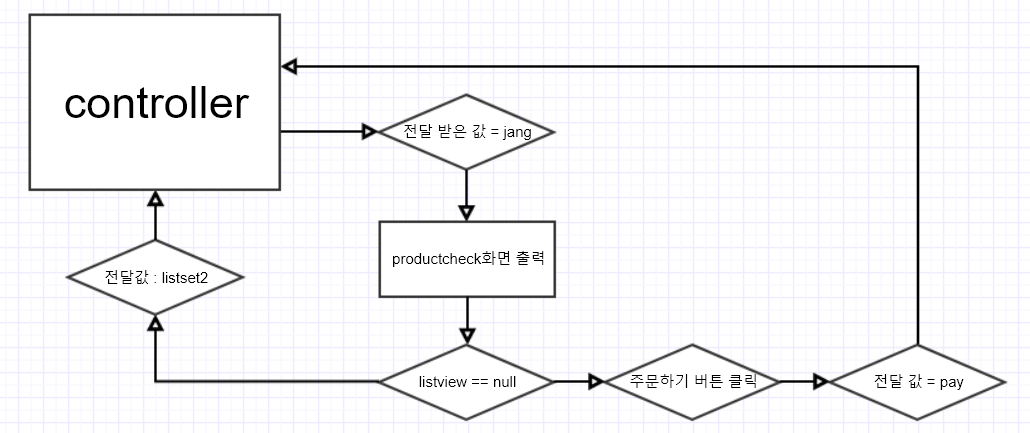 controller
전달 받은 값 = jang
productcheck화면 출력
전달값 : listset2
listview == null
주문하기 버튼 클릭
전달 값 = pay